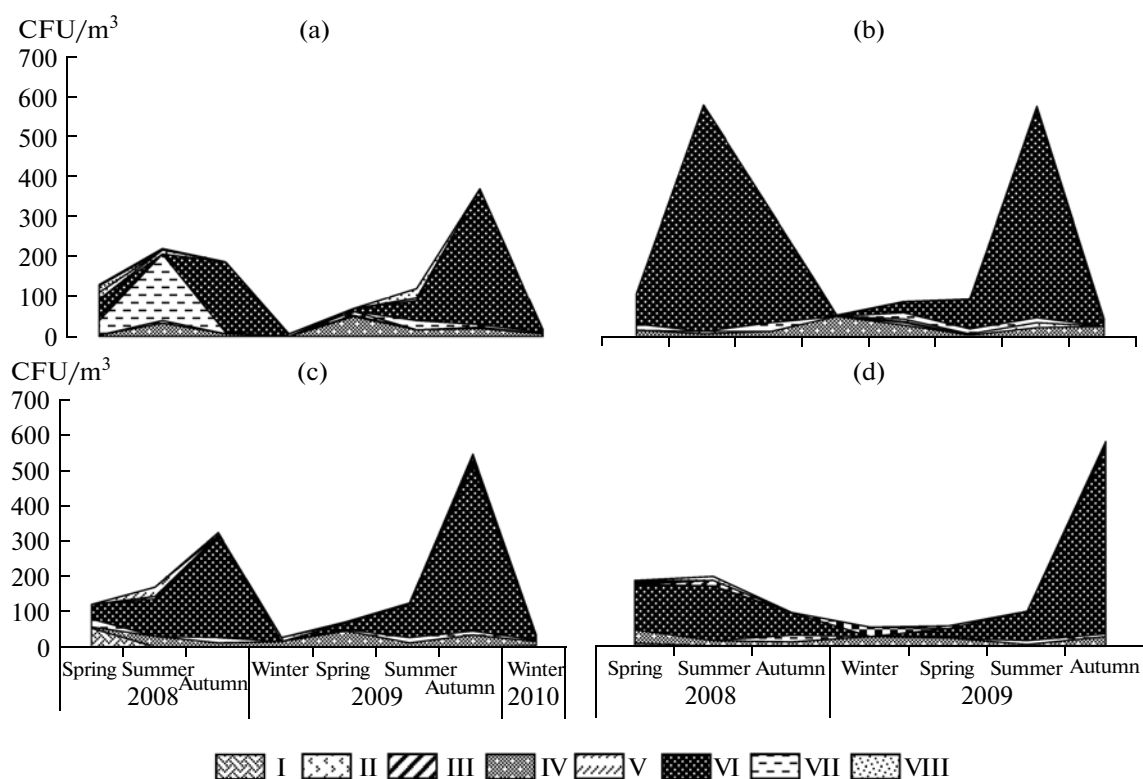 CFU/m³ (a) (b)
700
600
500
400
300
200
100
0
CFU/m³ (c) (d)
700
600
500
400
300
200
100
0
Spring Summer Autumn Winter Spring Summer Autumn Winter
2008 2009 2010
Spring Summer Autumn Winter Spring Summer Autumn
2008 2009
I II III IV V VI VII VIII